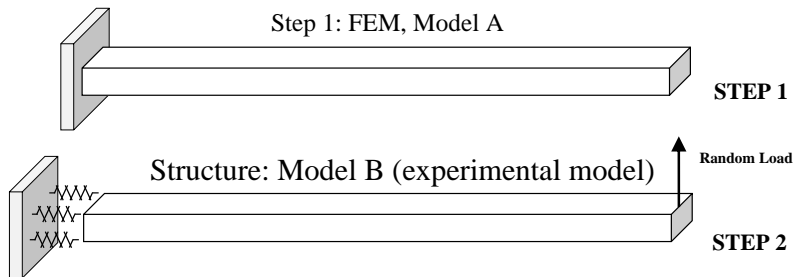 Step 1: FEM, Model A
STEP 1
Random Load
Structure: Model B (experimental model)
STEP 2